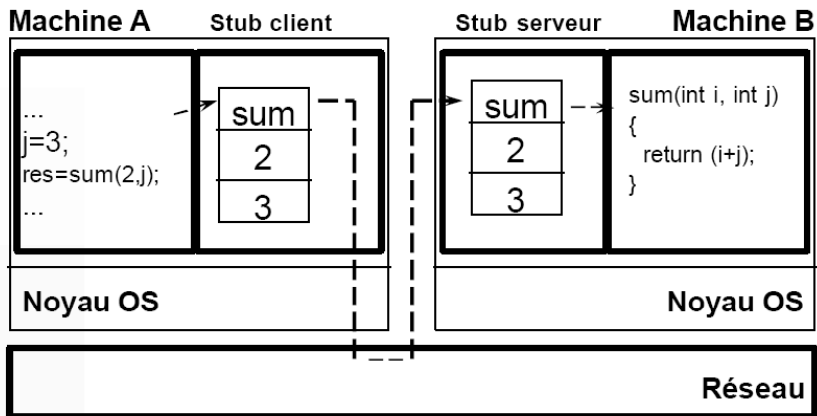 Machine A
Stub client
Stub serveur
Machine B
...
j=3;
res=sum(2,j);
...
sum
2
3
sum
2
3
sum(int i, int j)
{
return (i+j);
}
Noyau OS
Noyau OS
Réseau